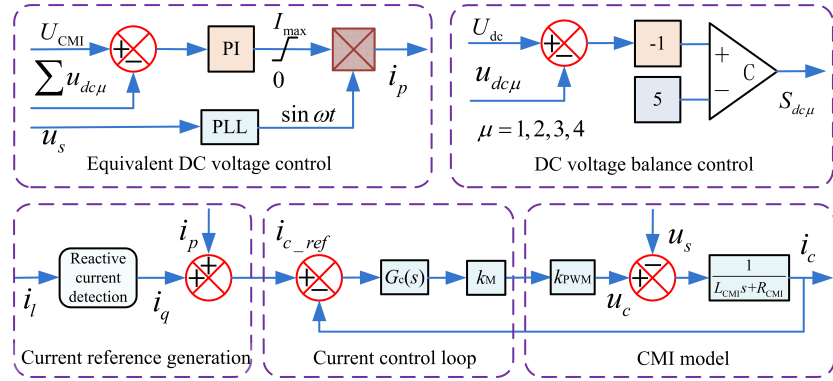 U_CMI
∑u_dcμ
u_s
+
−
PI
I_max
0
PLL
sin ωt
i_p
Equivalent DC voltage control
U_dc
u_dcμ
μ = 1,2,3,4
+
−
-1
5
+
−
C
S_dcμ
DC voltage balance control
i_l
Reactive
current
detection
i_q
i_p
+
+
Current reference generation
i_c_ref
+
−
G_c(s)
k_M
Current control loop
k_PWM
u_c
+
−
u_s
1
L_CMIs+R_CMI
i_c
CMI model